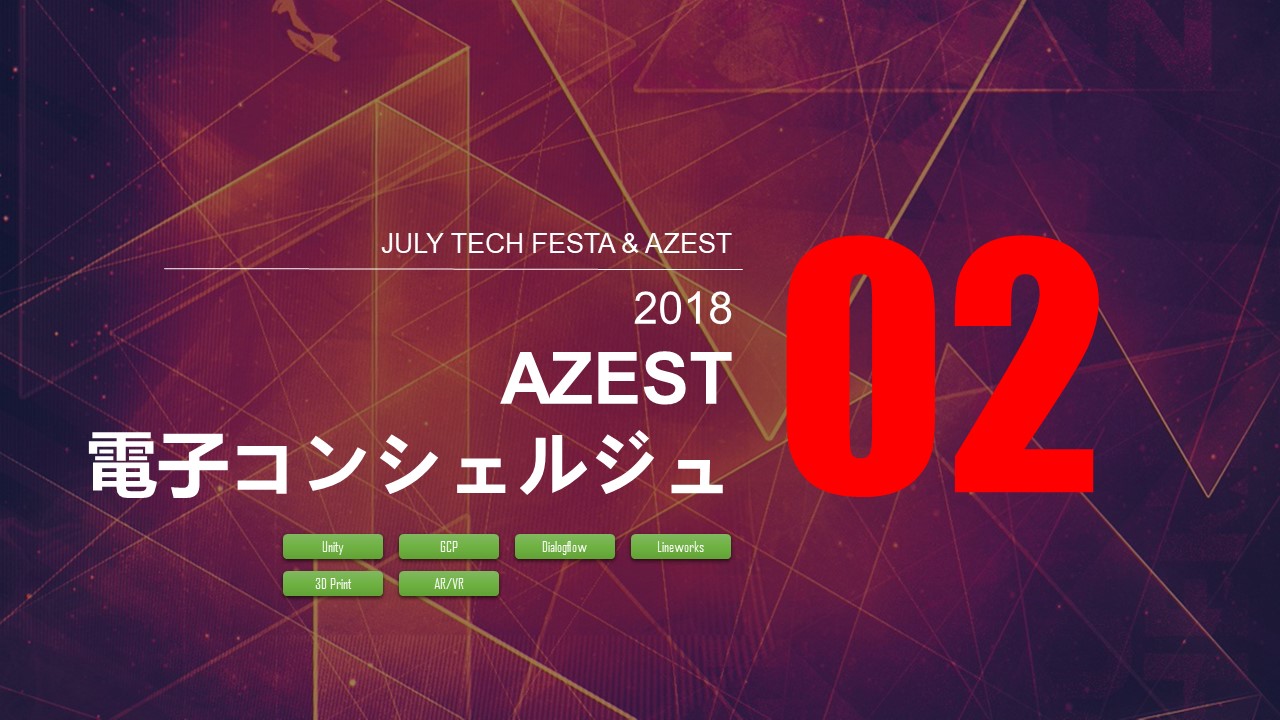 JULY TECH FESTA & AZEST
2018
AZEST
電子コンシェルジュ
02
Unity
GCP
Dialogflow
Lineworks
3D Print
AR/VR